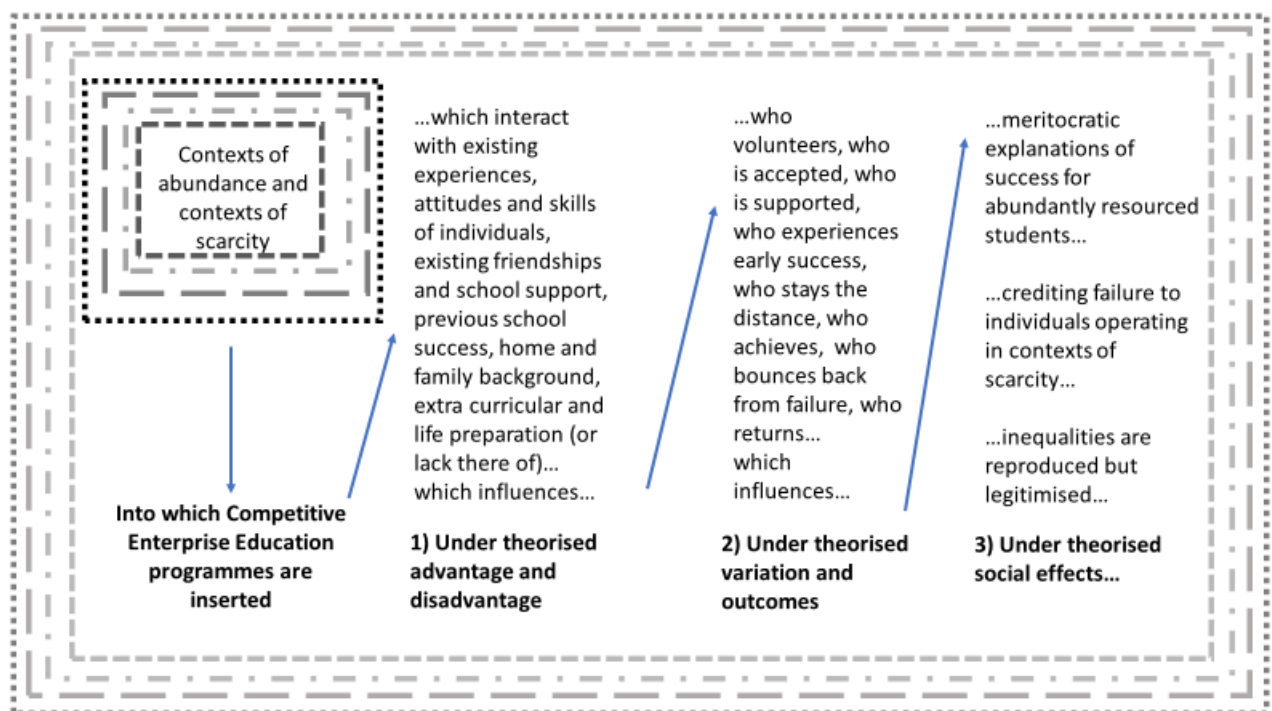 Contexts of
abundance and
contexts of
scarcity
Into which Competitive
Enterprise Education
programmes are
inserted
...which interact
with existing
experiences,
attitudes and skills
of individuals,
existing friendships
and school support,
previous school
success, home and
family background,
extra curricular and
life preparation (or
lack there of)...
which influences...
1) Under theorised
advantage and
disadvantage
...who
volunteers, who
is accepted, who
is supported,
who experiences
early success,
who stays the
distance, who
achieves, who
bounces back
from failure, who
returns...
which
influences...
2) Under theorised
variation and
outcomes
...meritocratic
explanations of
success for
abundantly resourced
students...
...crediting failure to
individuals operating
in contexts of
scarcity...
...inequalities are
reproduced but
legitimised...
3) Under theorised
social effects...